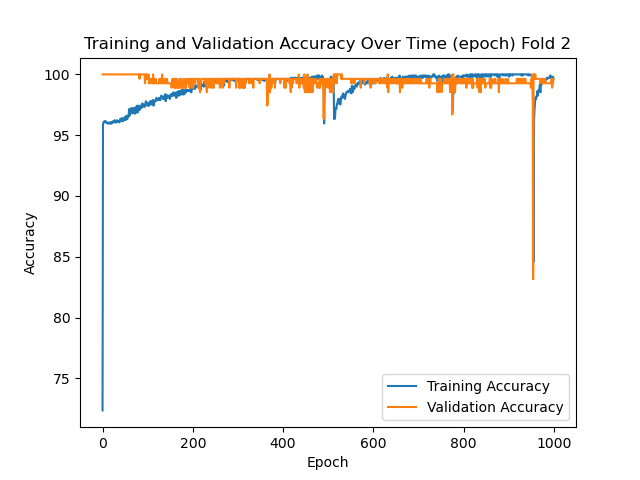 Training and Validation Accuracy Over Time (epoch) Fold 2
100
95
90
85
80
75
Accuracy
0 200 400 600 800 1000
Epoch
Training Accuracy
Validation Accuracy